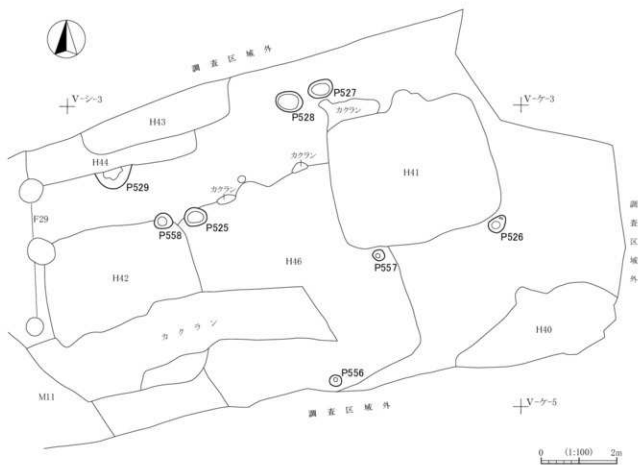 調査区域外
V-シ-3
V-ケ-3
P527
P528
カクラン
H43
H44
カクラン
P529
カクラン
H41
F29
P558
P525
P526
調査区域外
P557
H46
H42
カクラン
H40
P556
M11
調査区域外
V-ケ-5
0 (1:100) 2m